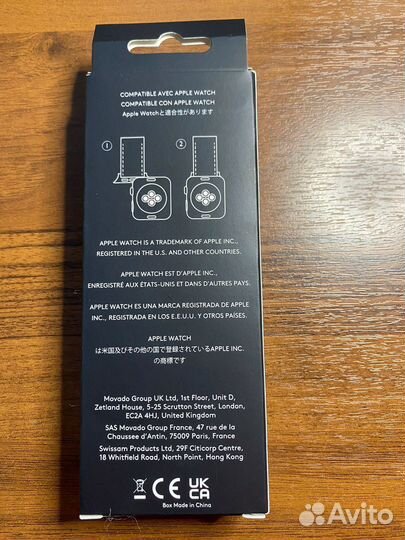 COMPATIBLE AVEC APPLE WATCH
COMPATIBLE CON APPLE WATCH
Apple Watchと適合性があります
1 2
APPLE WATCH IS A TRADEMARK OF APPLE INC.,
REGISTERED IN THE U.S. AND OTHER COUNTRIES.
APPLE WATCH EST D'APPLE INC.,
ENREGISTRÉ AUX ÉTATS-UNIS ET DANS D'AUTRES PAYS.
APPLE WATCH ES UNA MARCA REGISTRADA DE APPLE
INC., REGISTRADA EN LOS E.E.U.U. Y OTROS PAÍSES.
APPLE WATCH
は米国及びその他の国で登録されているAPPLE INC.
の商標です
Movado Group UK Ltd, 1st Floor, Unit D,
Zetland House, 5-25 Scrutton Street, London,
EC2A 4HJ, United Kingdom
SAS Movado Group France, 47 rue de la
Chaussee d'Antin, 75009 Paris, France
Swissam Products Ltd, 29F Citicorp Centre,
18 Whitfield Road, North Point, Hong Kong
CE UK
CA
Box Made in China
Avito